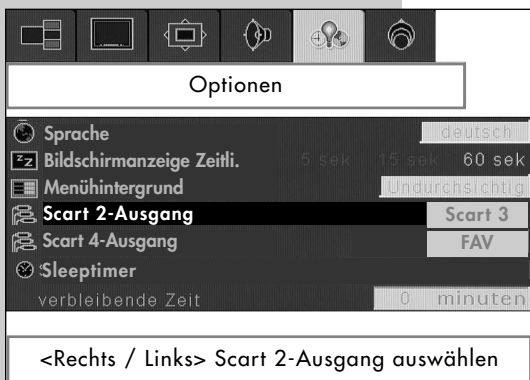 Optionen
Sprache deutsch
Bildschirmanzeige Zeitli. 5 sek 15 sek 60 sek
Menühintergrund Undurchsichtig
Scart 2-Ausgang Scart 3
Scart 4-Ausgang FAV
Sleeptimer
verbleibende Zeit 0 minuten
<Rechts / Links> Scart 2-Ausgang auswählen